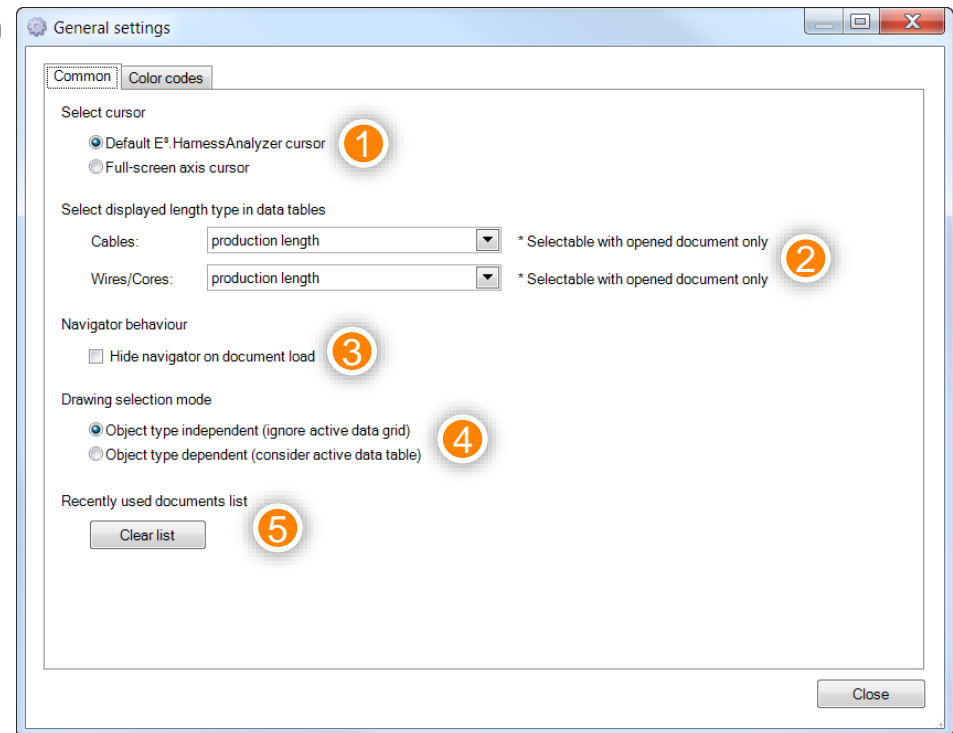 General settings
Common Color codes
Select cursor
Default E³.HarnessAnalyzer cursor
1
Full-screen axis cursor
Select displayed length type in data tables
Cables: production length * Selectable with opened document only
2
Wires/Cores: production length * Selectable with opened document only
Navigator behaviour
Hide navigator on document load
3
Drawing selection mode
Object type independent (ignore active data grid)
4
Object type dependent (consider active data table)
Recently used documents list
5
Clear list
Close